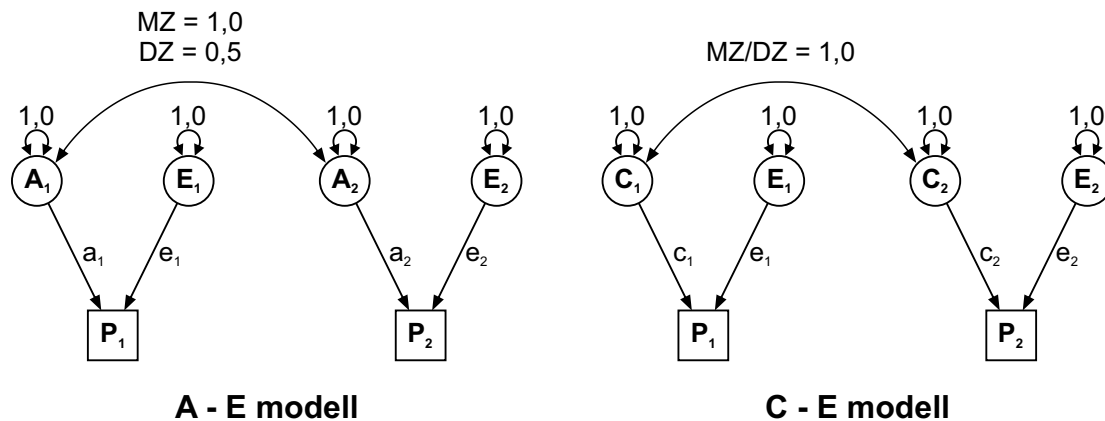 MZ = 1,0
DZ = 0,5
1,0 1,0 1,0 1,0
A₁ E₁ A₂ E₂
a₁ e₁ a₂ e₂
P₁ P₂
A - E modell
MZ/DZ = 1,0
1,0 1,0 1,0 1,0
C₁ E₁ C₂ E₂
c₁ e₁ c₂ e₂
P₁ P₂
C - E modell